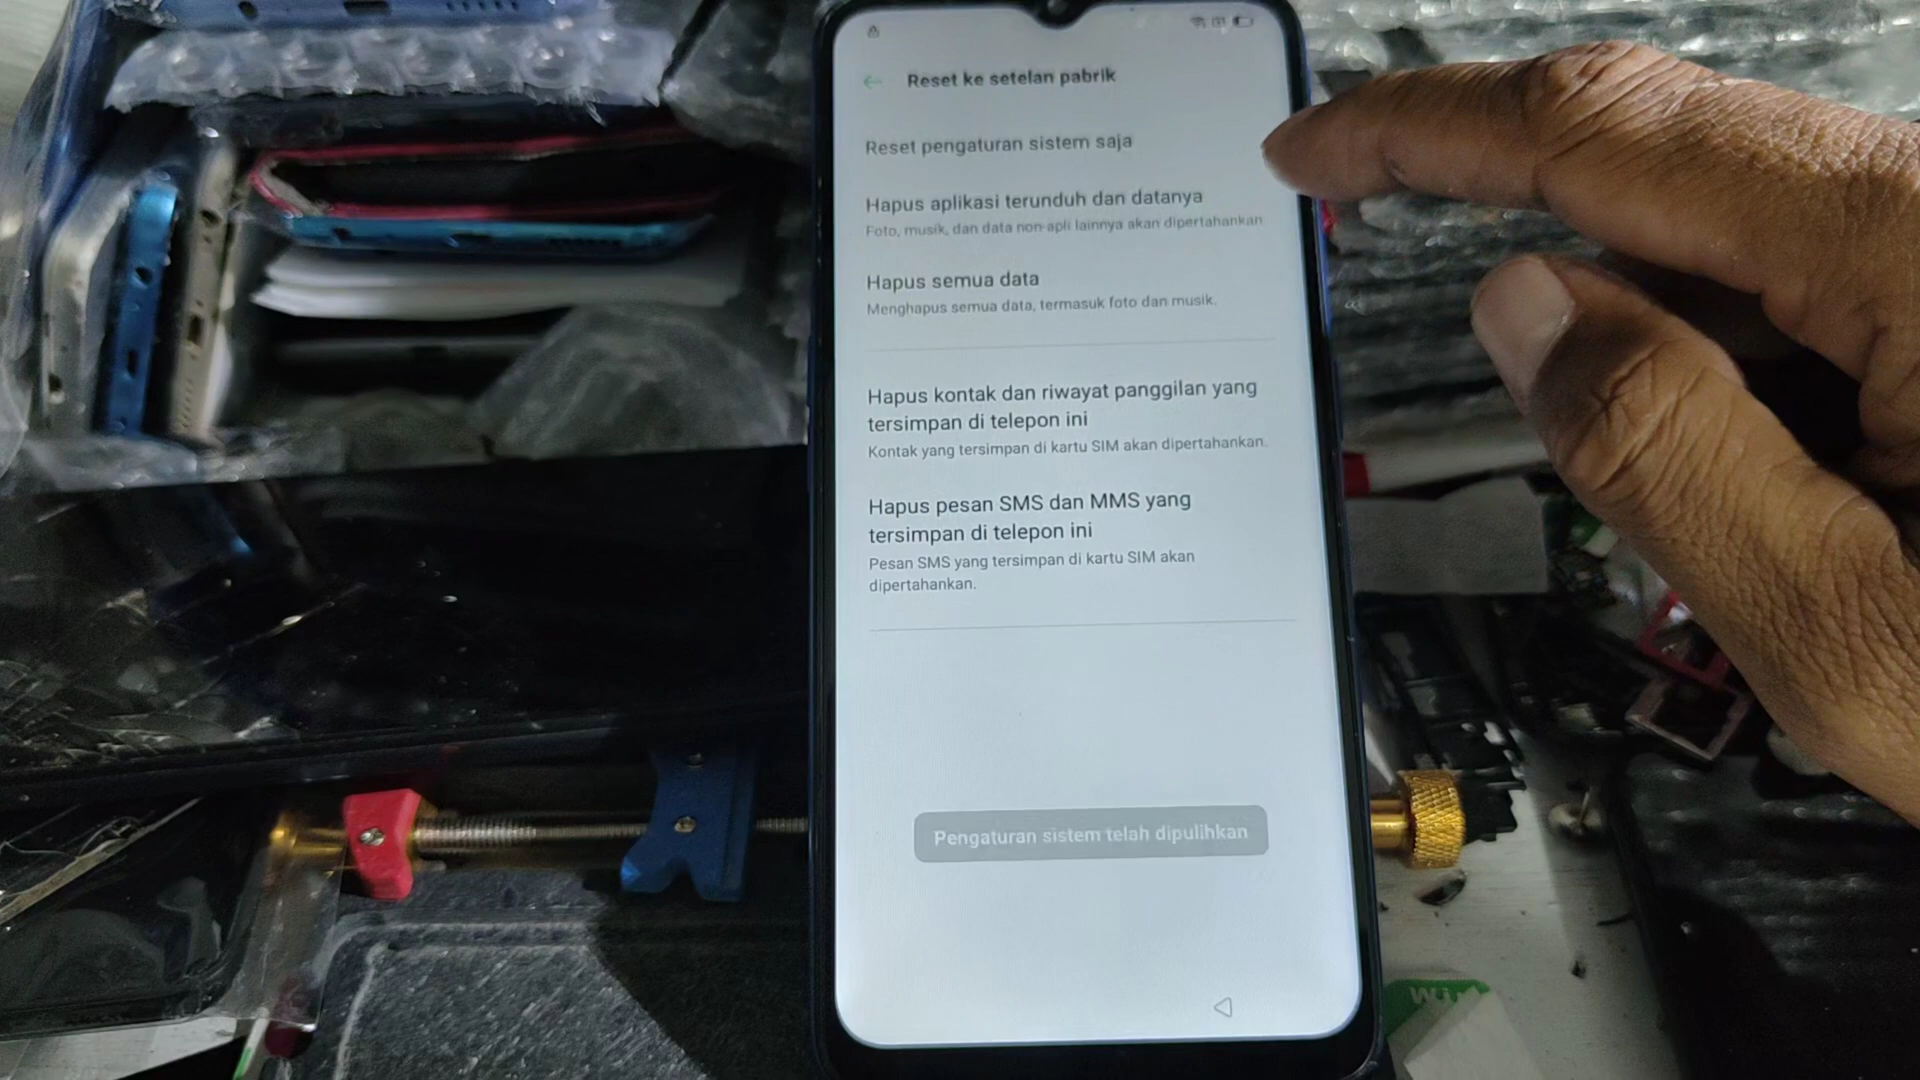 Reset ke setelan pabrik
Reset pengaturan sistem saja
Hapus aplikasi terunduh dan datanya
Foto, musik, dan data non-apli lainnya akan dipertahankan
Hapus semua data
Menghapus semua data, termasuk foto dan musik.
Hapus kontak dan riwayat panggilan yang
tersimpan di telepon ini
Kontak yang tersimpan di kartu SIM akan dipertahankan.
Hapus pesan SMS dan MMS yang
tersimpan di telepon ini
Pesan SMS yang tersimpan di kartu SIM akan
dipertahankan.
Pengaturan sistem telah dipulihkan